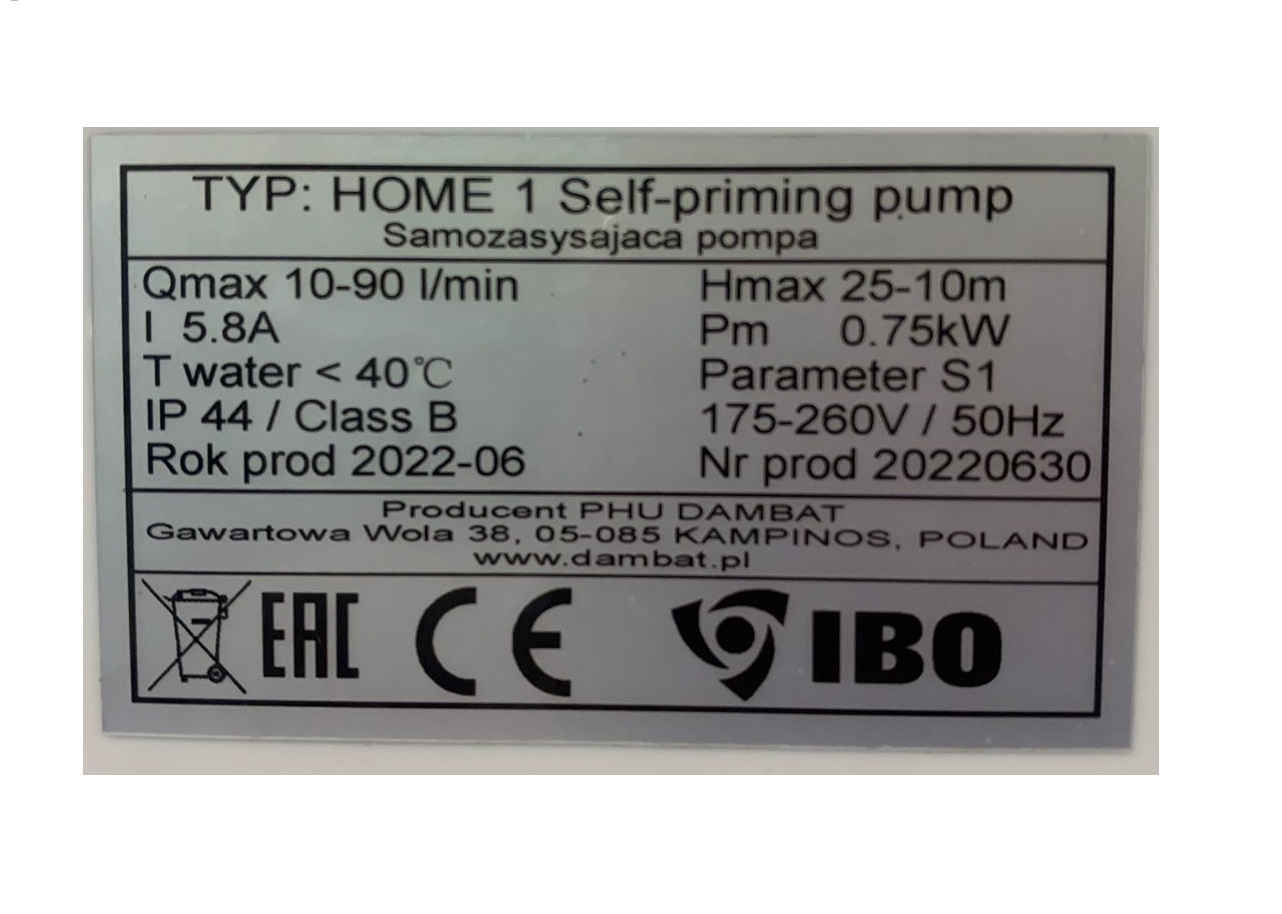 TYP: HOME 1 Self-priming pump
Samozasysajaca pompa
Qmax 10-90 l/min Hmax 25-10m
I 5.8A Pm 0.75kW
T water < 40℃ Parameter S1
IP 44 / Class B 175-260V / 50Hz
Rok prod 2022-06 Nr prod 20220630
Producent PHU DAMBAT
Gawartowa Wola 38, 05-085 KAMPINOS, POLAND
www.dambat.pl
EAC CE IBO